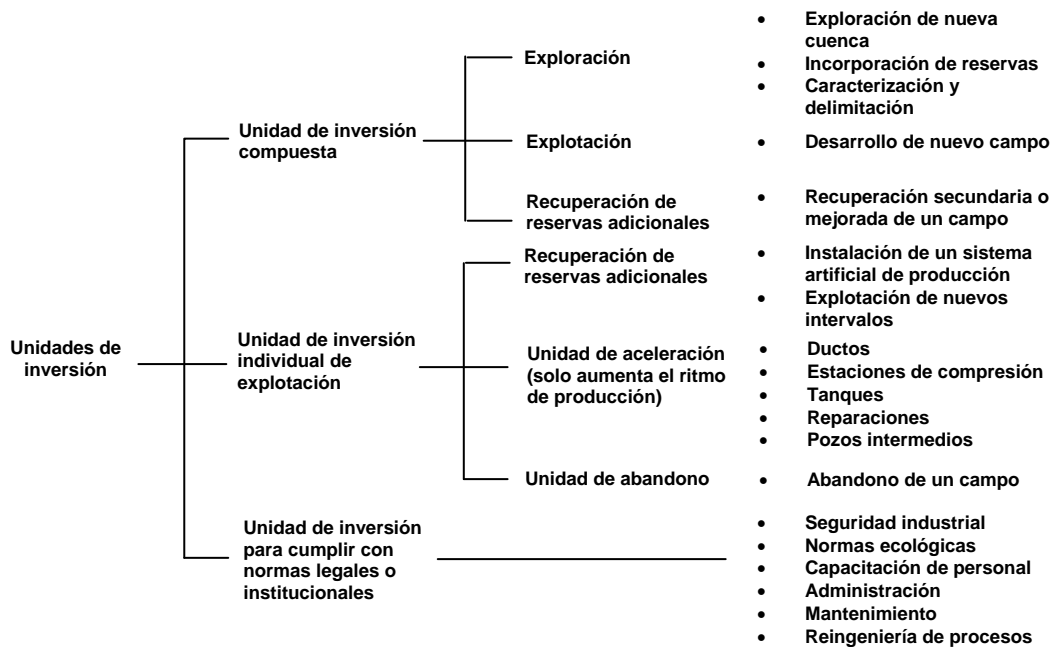 Unidades de
inversión
Unidad de inversión
compuesta
Exploración
• Exploración de nueva
cuenca
• Incorporación de reservas
• Caracterización y
delimitación
Explotación
• Desarrollo de nuevo campo
Recuperación de
reservas adicionales
• Recuperación secundaria o
mejorada de un campo
Unidad de inversión
individual de
explotación
Recuperación de
reservas adicionales
• Instalación de un sistema
artificial de producción
• Explotación de nuevos
intervalos
Unidad de aceleración
(solo aumenta el ritmo
de producción)
• Ductos
• Estaciones de compresión
• Tanques
• Reparaciones
• Pozos intermedios
Unidad de abandono
• Abandono de un campo
Unidad de inversión
para cumplir con
normas legales o
institucionales
• Seguridad industrial
• Normas ecológicas
• Capacitación de personal
• Administración
• Mantenimiento
• Reingeniería de procesos